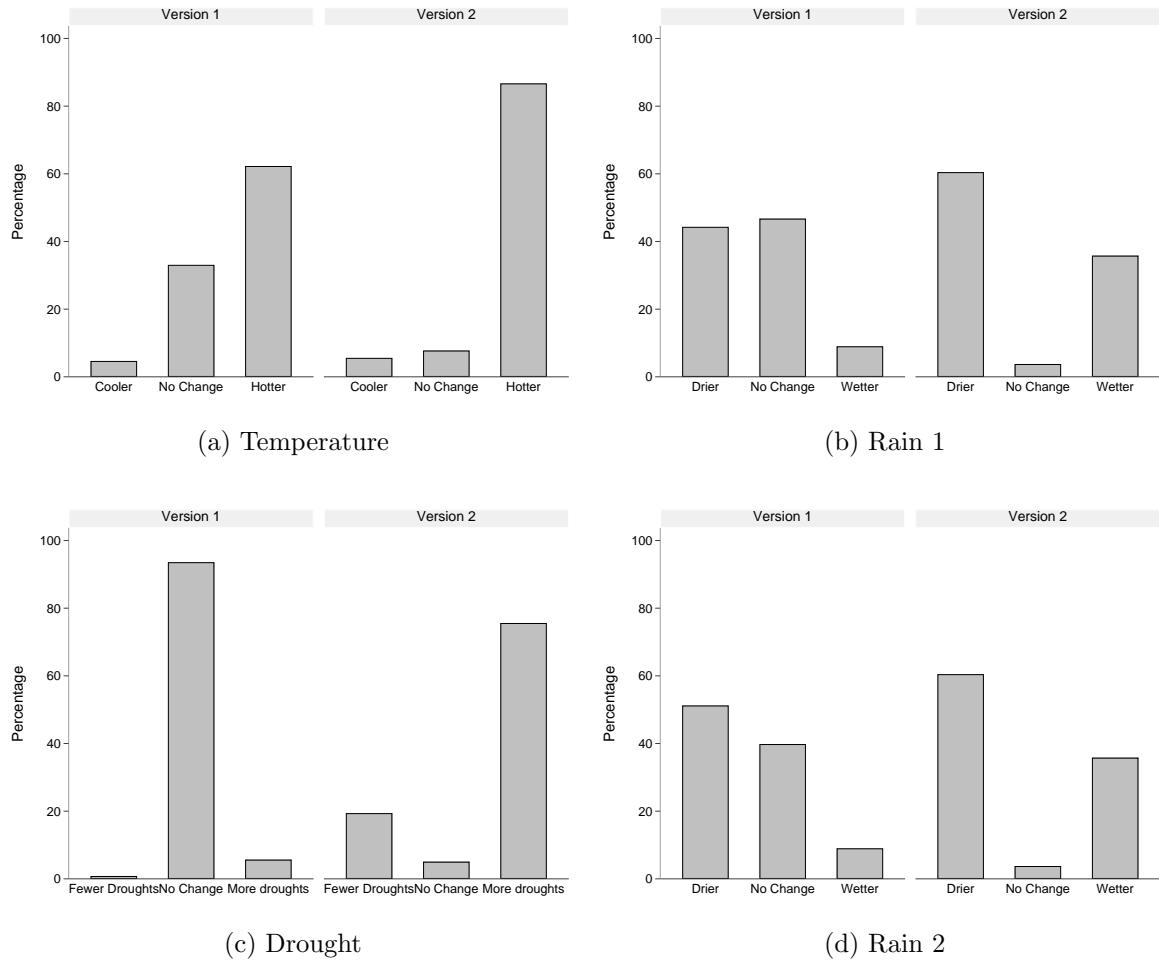 Version 1 Version 2
100
80
60
40
20
0
Percentage
Cooler No Change Hotter Cooler No Change Hotter
(a) Temperature
Version 1 Version 2
100
80
60
40
20
0
Percentage
Drier No Change Wetter Drier No Change Wetter
(b) Rain 1
Version 1 Version 2
100
80
60
40
20
0
Percentage
Fewer Droughts No Change More droughts Fewer Droughts No Change More droughts
(c) Drought
Version 1 Version 2
100
80
60
40
20
0
Percentage
Drier No Change Wetter Drier No Change Wetter
(d) Rain 2